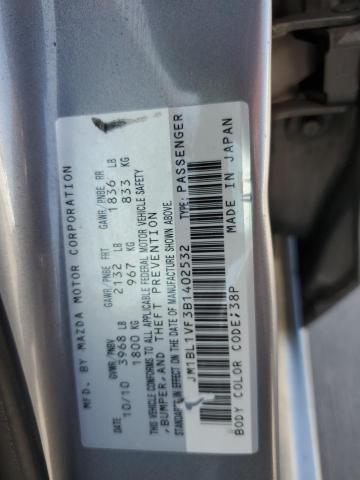 MFD. BY MAZDA MOTOR CORPORATION
DATE GVWR/PNBV GAWR/PNBE FRT GAWR/PNBE RR
10/10 3968 LB 2132 LB 1836 LB
1800 KG 967 KG 833 KG
THIS VEHICLE CONFORMS TO ALL APPLICABLE FEDERAL MOTOR VEHICLE SAFETY
, BUMPER, AND THEFT PREVENTION
STANDARDS IN EFFECT ON THE DATE OF MANUFACTURE SHOWN ABOVE.
JM1BL1VF3B1402532 TYPE: PASSENGER
BODY COLOR CODE:38P MADE IN JAPAN